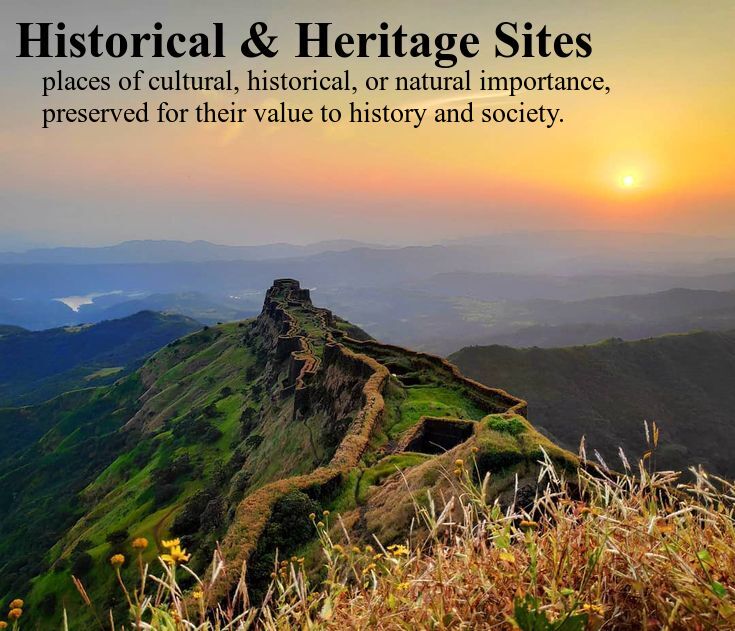 Historical & Heritage Sites
places of cultural, historical, or natural importance,
preserved for their value to history and society.